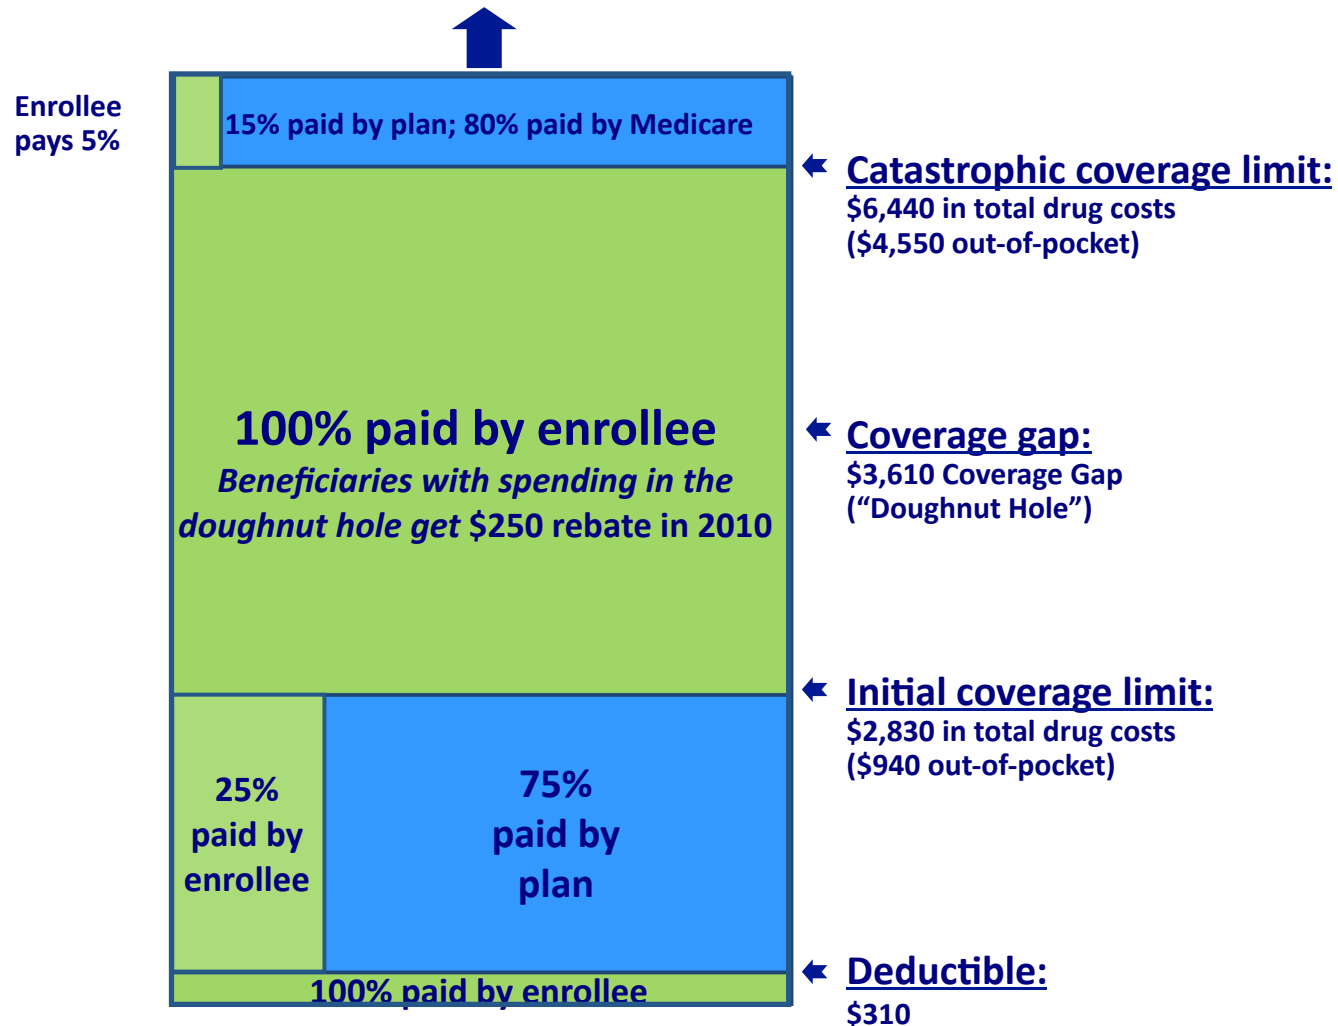 Enrollee
pays 5%
15% paid by plan; 80% paid by Medicare
Catastrophic coverage limit:
$6,440 in total drug costs
($4,550 out-of-pocket)
100% paid by enrollee
Beneficiaries with spending in the
doughnut hole get $250 rebate in 2010
Coverage gap:
$3,610 Coverage Gap
(“Doughnut Hole”)
Initial coverage limit:
$2,830 in total drug costs
($940 out-of-pocket)
25%
paid by
enrollee
75%
paid by
plan
100% paid by enrollee
Deductible:
$310